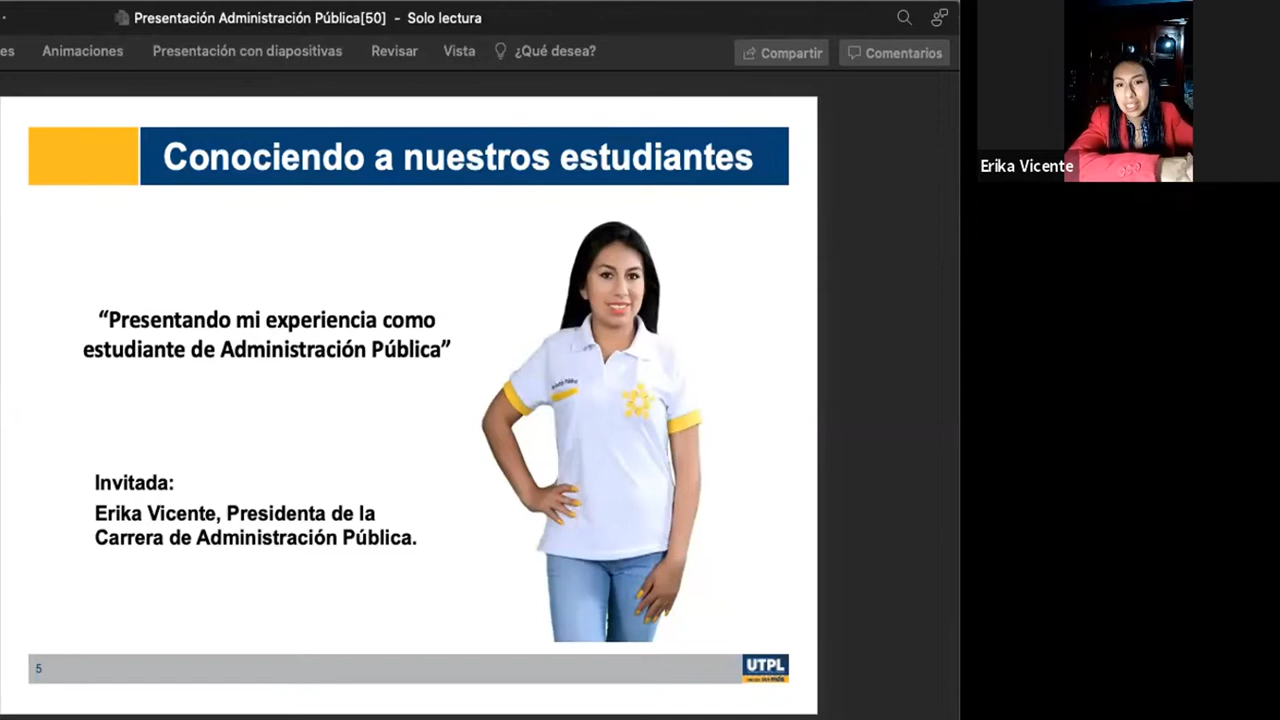 Presentación Administración Pública[50] – Solo lectura
es Animaciones Presentación con diapositivas Revisar Vista ¿Qué desea? Compartir Comentarios
Conociendo a nuestros estudiantes
“Presentando mi experiencia como
estudiante de Administración Pública”
Invitada:
Erika Vicente, Presidenta de la
Carrera de Administración Pública.
5
UTPL
Erika Vicente